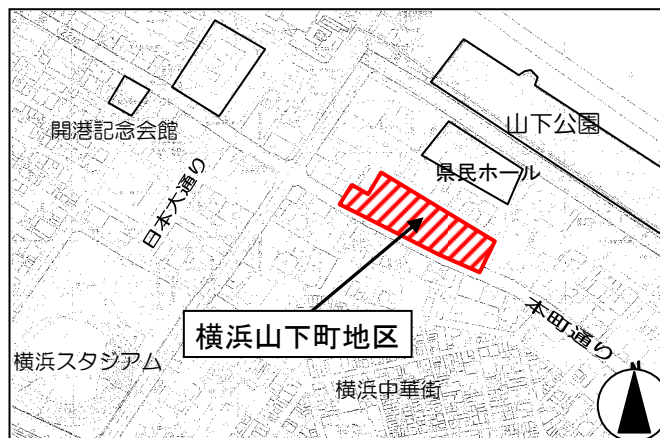 開港記念会館
山下公園
県民ホール
日本大通り
横浜山下町地区
本町通り
横浜スタジアム
横浜中華街